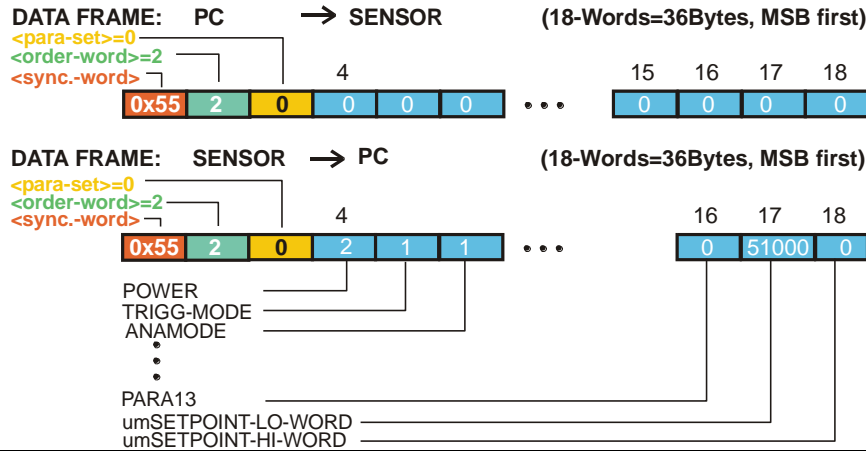 DATA FRAME: PC → SENSOR (18-Words=36Bytes, MSB first)
<para-set>=0
<order-word>=2
<sync.-word>
4 15 16 17 18
0x55 2 0 0 0 0 • • • 0 0 0 0
DATA FRAME: SENSOR → PC (18-Words=36Bytes, MSB first)
<para-set>=0
<order-word>=2
<sync.-word>
4 16 17 18
0x55 2 0 2 1 1 • • • 0 51000 0
POWER
TRIGG-MODE
ANAMODE
PARA13
umSETPOINT-LO-WORD
umSETPOINT-HI-WORD